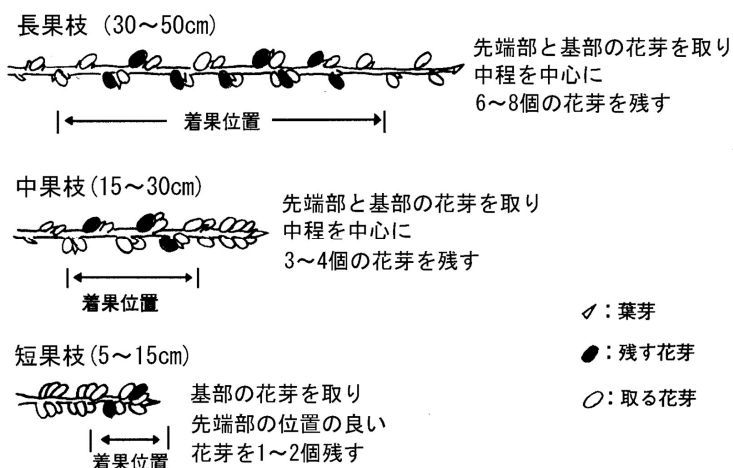 長果枝 (30～50cm)
先端部と基部の花芽を取り
中程を中心に
6～8個の花芽を残す
着果位置
中果枝(15～30cm)
先端部と基部の花芽を取り
中程を中心に
3～4個の花芽を残す
着果位置
短果枝(5～15cm)
基部の花芽を取り
先端部の位置の良い
花芽を1～2個残す
着果位置
：葉芽
：残す花芽
：取る花芽